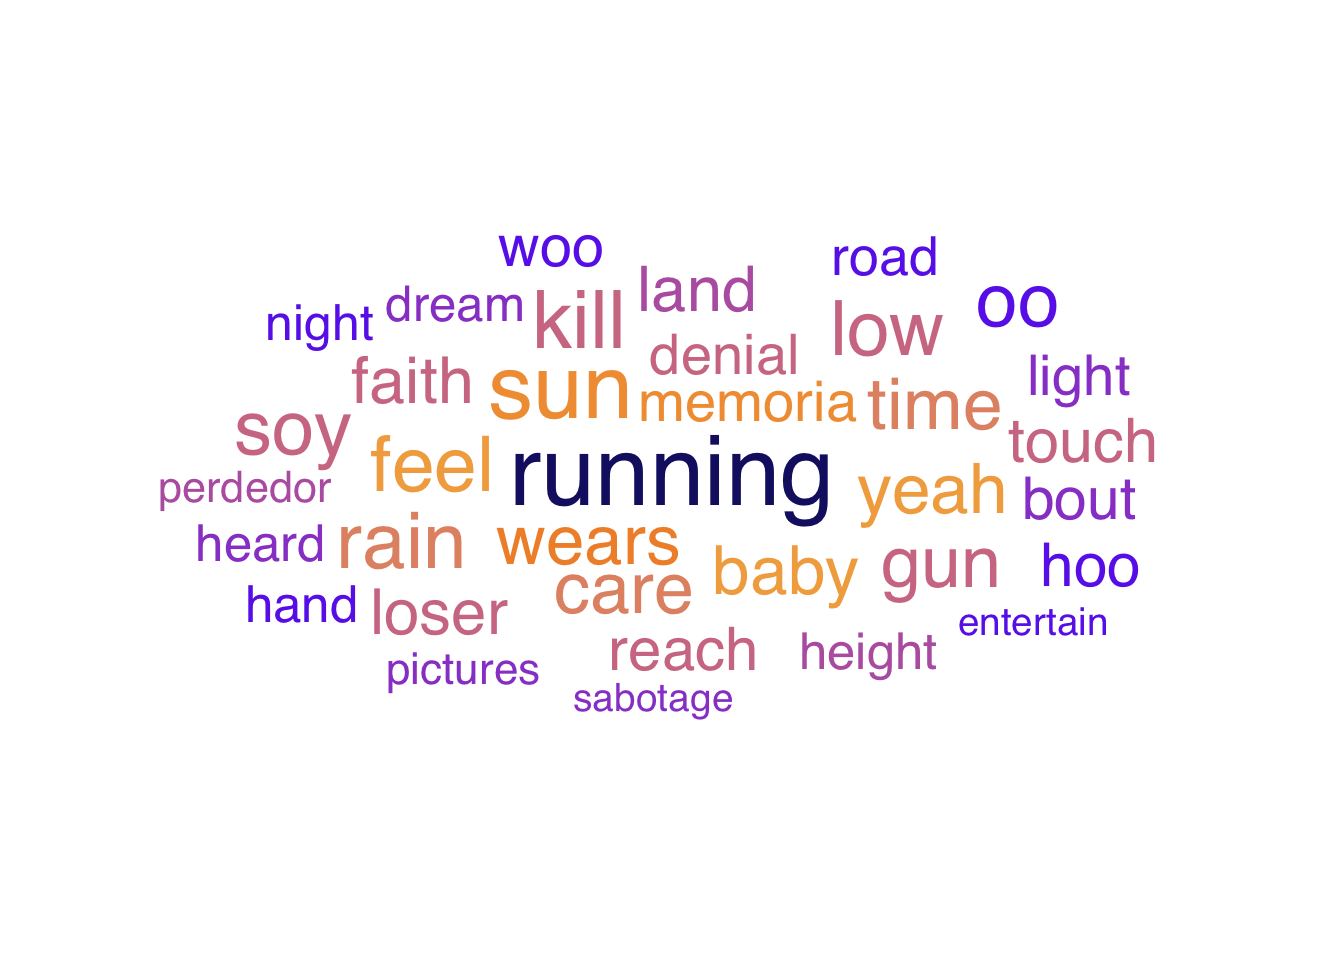 woo
road
land
oo
dream
night
kill
low
denial
light
faith
sun
memoria
time
soy
touch
feel
running
yeah
perdedor
bout
heard
rain
wears
baby
gun
hoo
care
hand
loser
entertain
reach
height
pictures
sabotage